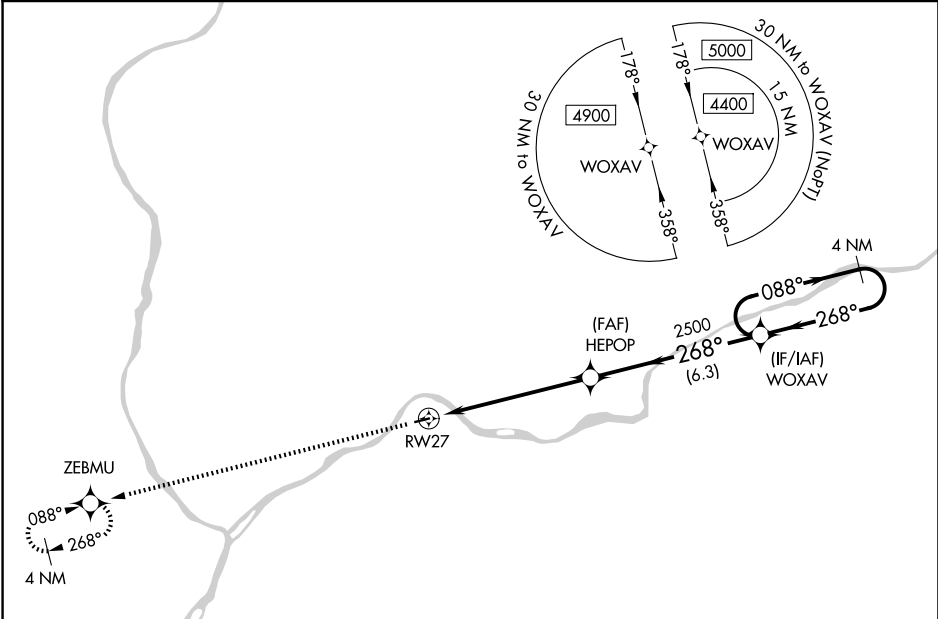 178°
4900
WOXAV
358°
30 NM to WOXAV
178°
5000
4400
WOXAV
15 NM
358°
30 NM to WOXAV (NoPT)
4 NM
088°
268°
(IF/IAF)
WOXAV
2500
268°
(6.3)
(FAF)
HEPOP
RW27
ZEBMU
088°
268°
4 NM